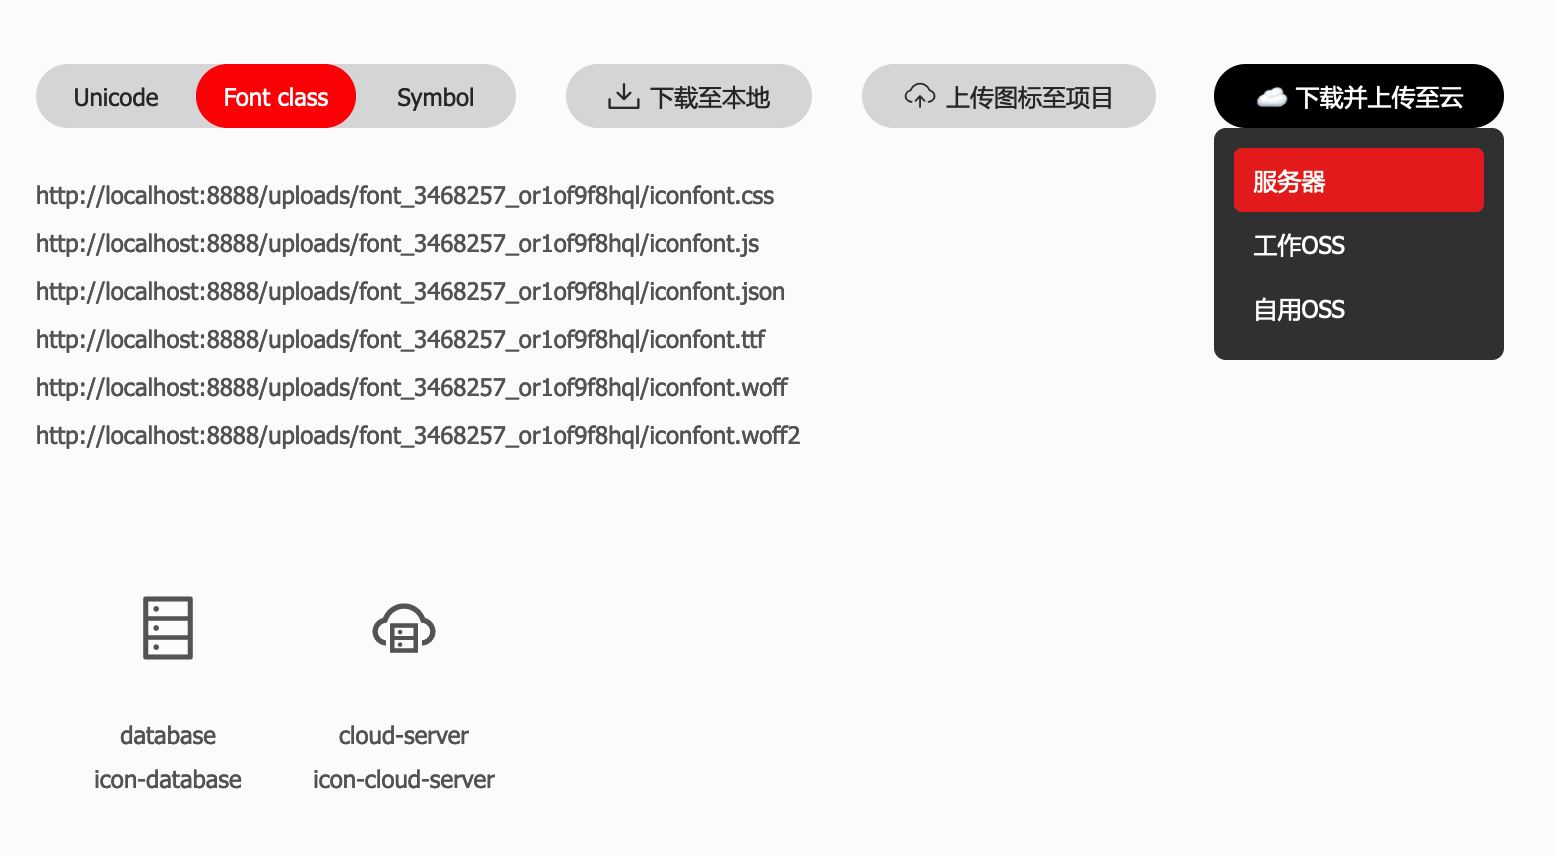 Unicode Font class Symbol 下载至本地 上传图标至项目 下载并上传至云
服务器
工作OSS
自用OSS
http://localhost:8888/uploads/font_3468257_or1of9f8hql/iconfont.css
http://localhost:8888/uploads/font_3468257_or1of9f8hql/iconfont.js
http://localhost:8888/uploads/font_3468257_or1of9f8hql/iconfont.json
http://localhost:8888/uploads/font_3468257_or1of9f8hql/iconfont.ttf
http://localhost:8888/uploads/font_3468257_or1of9f8hql/iconfont.woff
http://localhost:8888/uploads/font_3468257_or1of9f8hql/iconfont.woff2
database cloud-server
icon-database icon-cloud-server